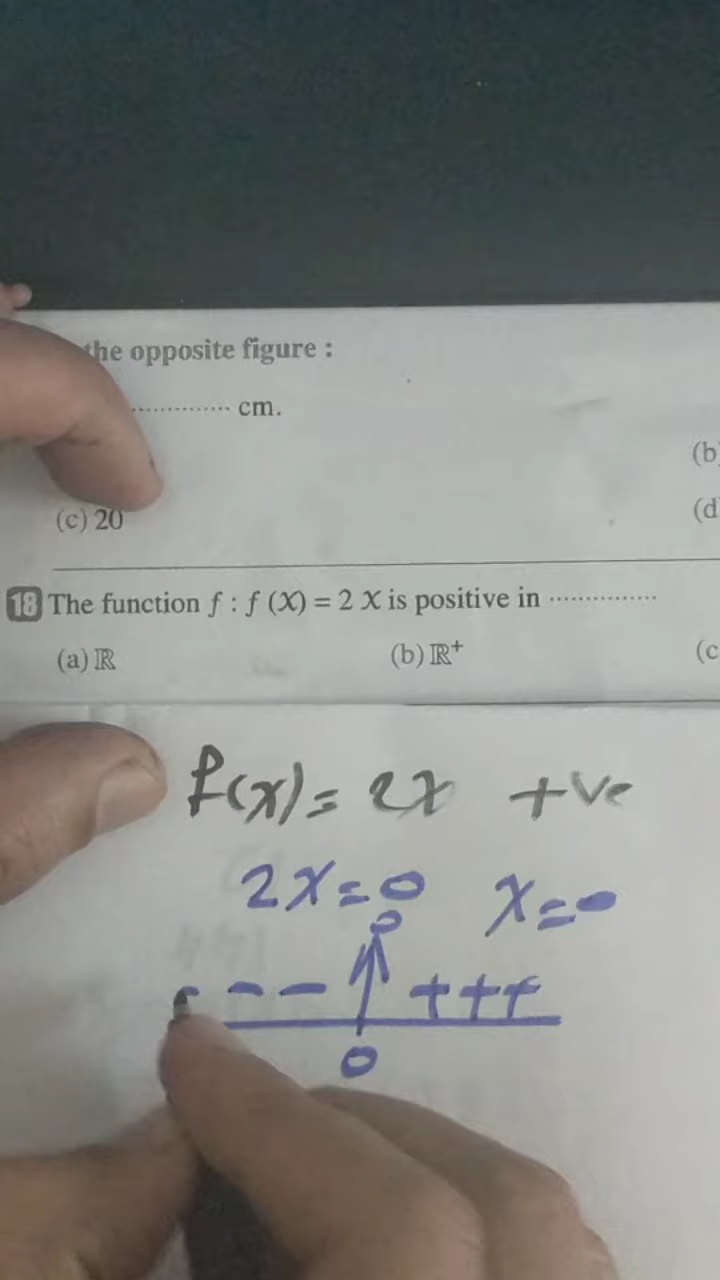 the opposite figure :
.............. cm.
(b)
(c) 20
(d
18 The function f : f (X) = 2 X is positive in ..............
(a) ℝ
(b) ℝ⁺
(c
f(x) = 2x +ve
2x = 0 x = 0
0
- - - + + +
0